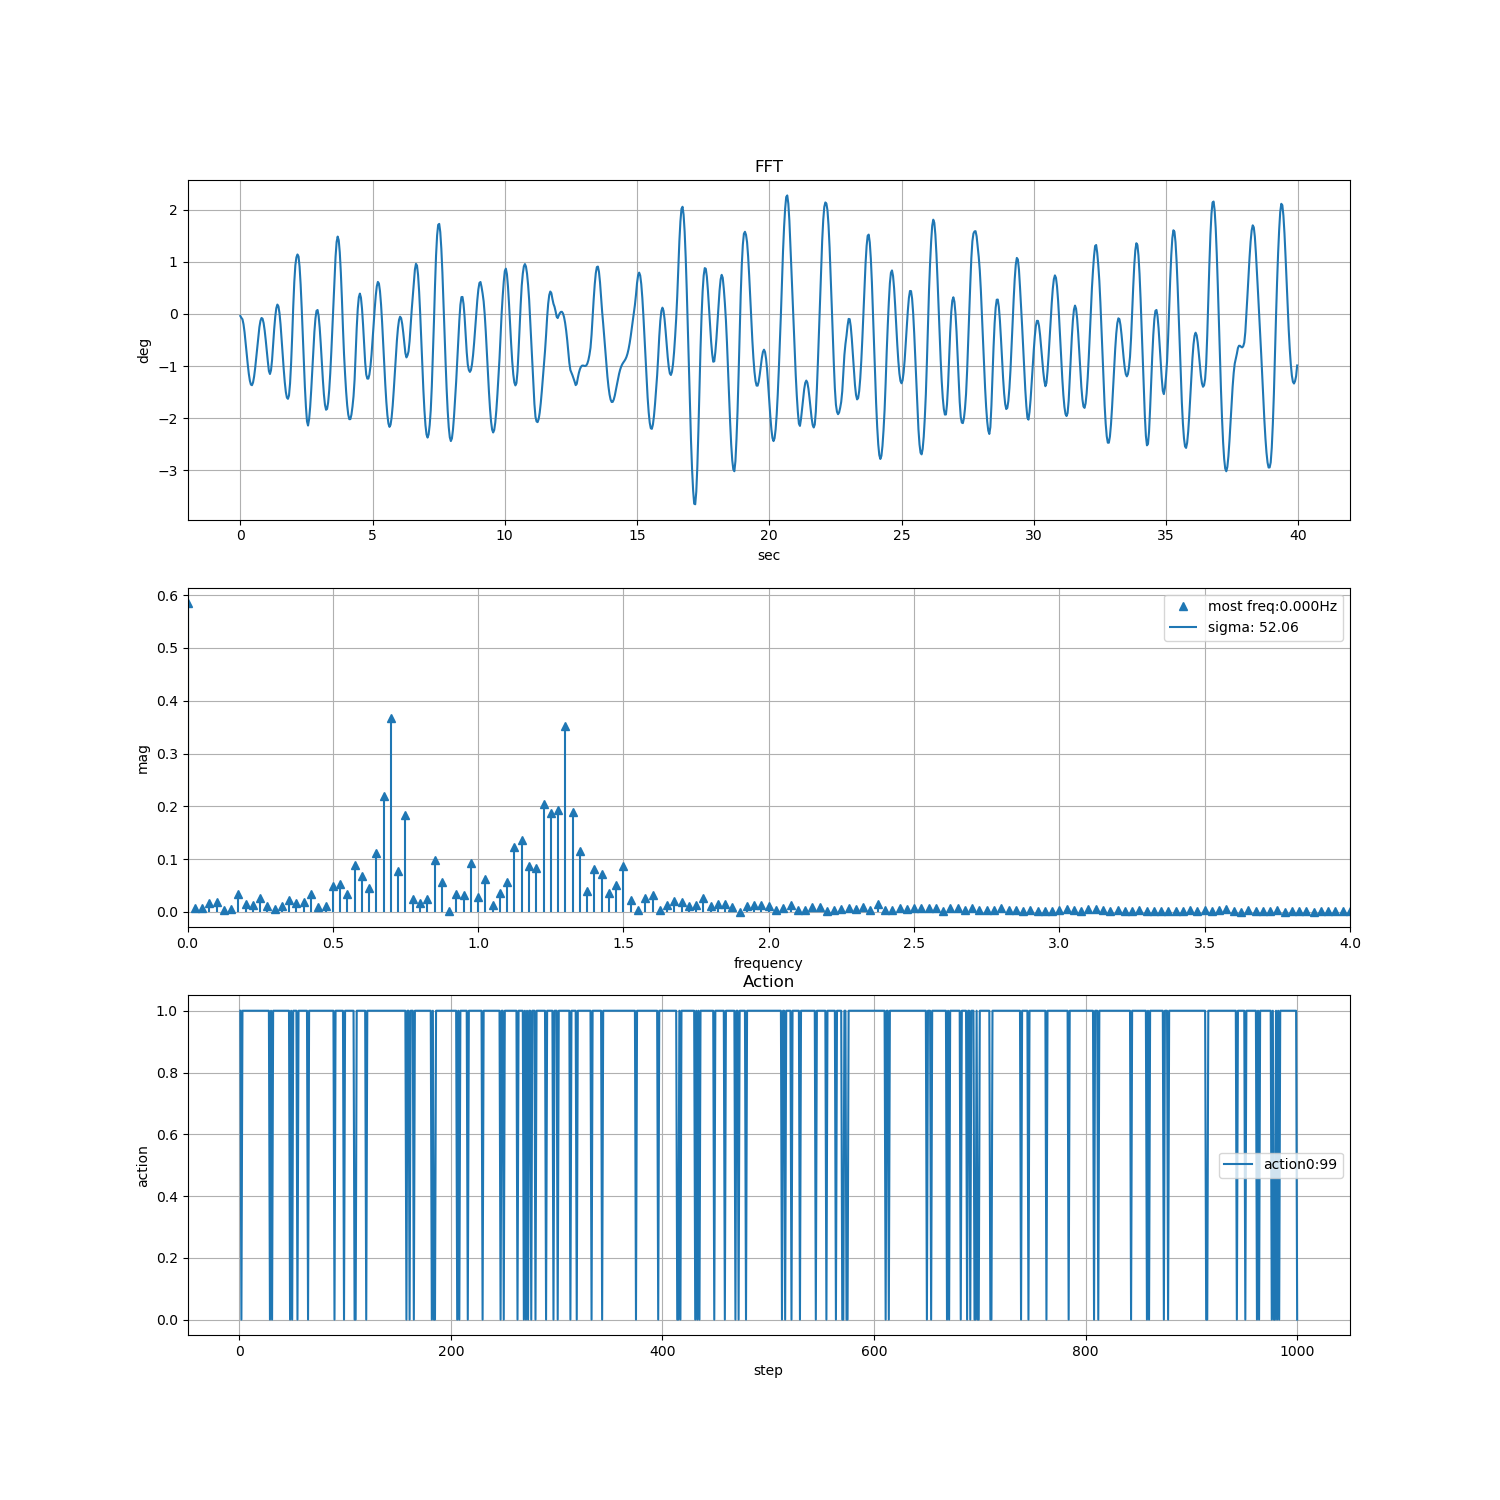 FFT
2
1
0
−1
−2
−3
deg
0 5 10 15 20 25 30 35 40
sec
0.6
0.5
0.4
0.3
0.2
0.1
0.0
mag
most freq:0.000Hz
sigma: 52.06
0.0 0.5 1.0 1.5 2.0 2.5 3.0 3.5 4.0
frequency
Action
1.0
0.8
0.6
0.4
0.2
0.0
action
action0:99
0 200 400 600 800 1000
step